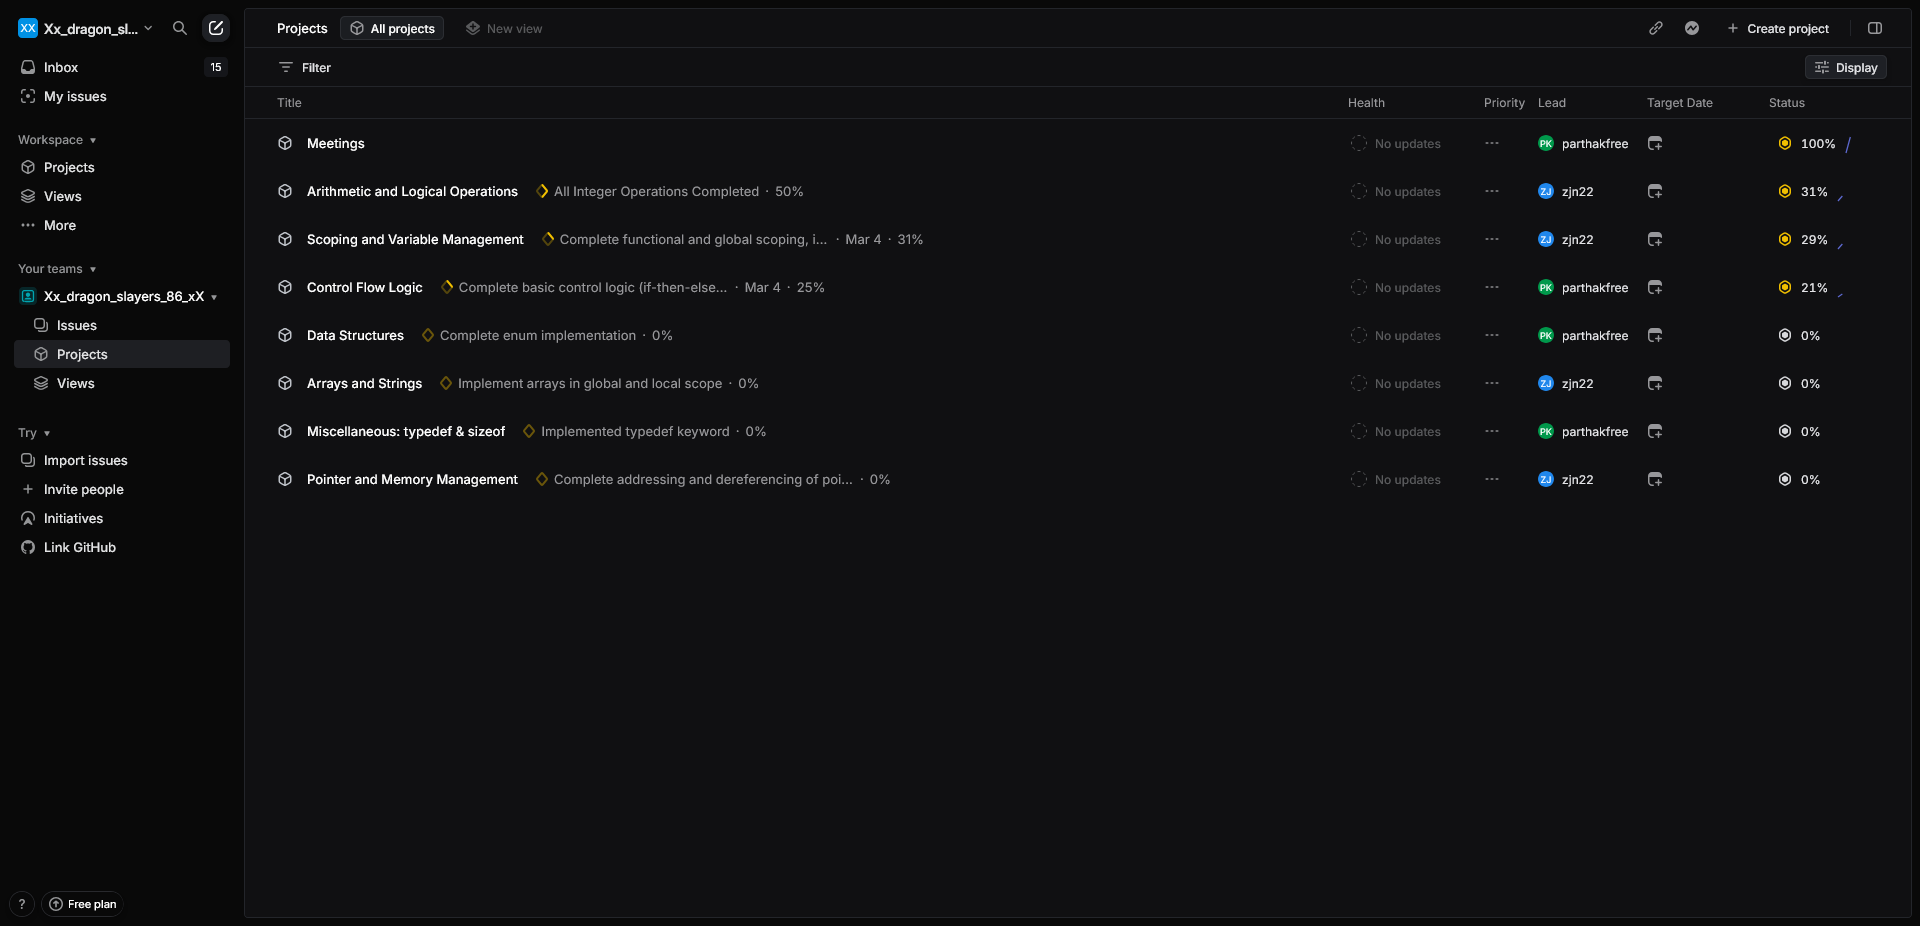 XX Xx_dragon_sl...
Inbox 15
My issues
Workspace
Projects
Views
More
Your teams
Xx_dragon_slayers_86_xX
Issues
Projects
Views
Try
Import issues
Invite people
Initiatives
Link GitHub
? Free plan
Projects All projects New view Create project
Filter Display
Title Health Priority Lead Target Date Status
Meetings No updates --- PK parthakfree 100%
Arithmetic and Logical Operations All Integer Operations Completed · 50% No updates --- ZJ zjn22 31%
Scoping and Variable Management Complete functional and global scoping, i... · Mar 4 · 31% No updates --- ZJ zjn22 29%
Control Flow Logic Complete basic control logic (if-then-else... · Mar 4 · 25% No updates --- PK parthakfree 21%
Data Structures Complete enum implementation · 0% No updates --- PK parthakfree 0%
Arrays and Strings Implement arrays in global and local scope · 0% No updates --- ZJ zjn22 0%
Miscellaneous: typedef & sizeof Implemented typedef keyword · 0% No updates --- PK parthakfree 0%
Pointer and Memory Management Complete addressing and dereferencing of poi... · 0% No updates --- ZJ zjn22 0%